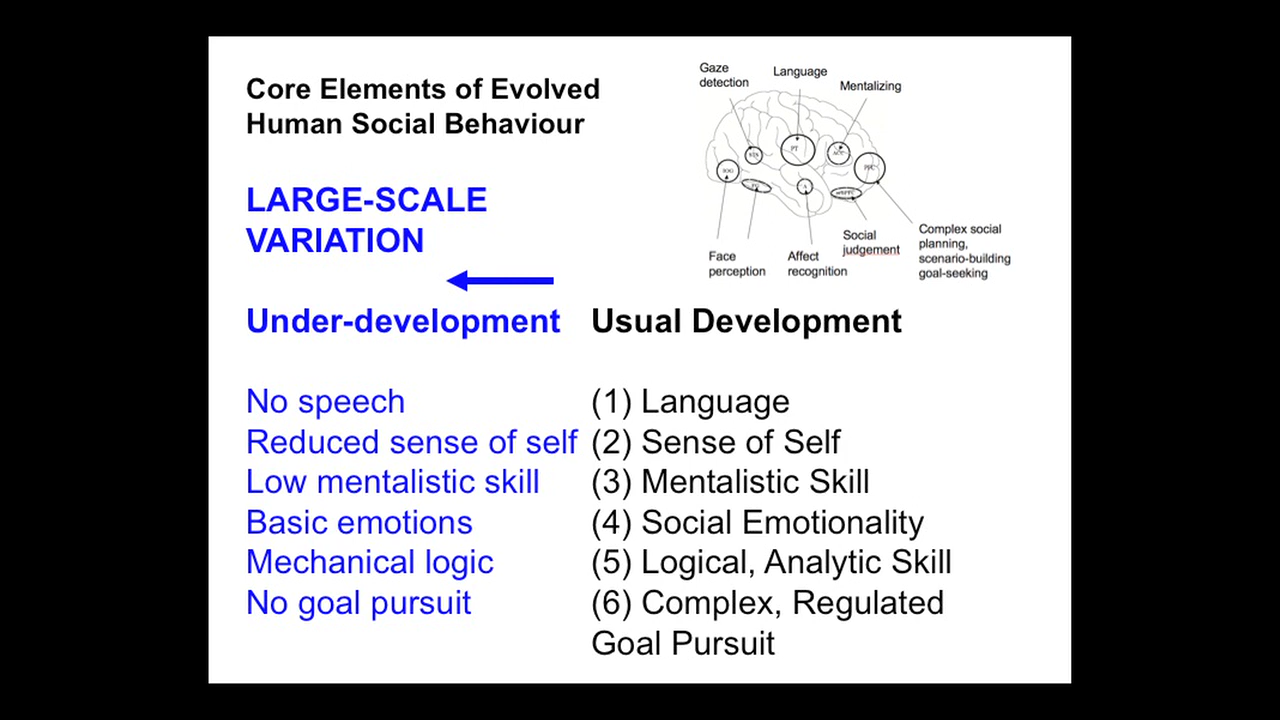 Core Elements of Evolved
Human Social Behaviour
LARGE-SCALE
VARIATION
Gaze
detection
Language
Mentalizing
PT
Face
perception
Affect
recognition
Social
judgement
Complex social
planning,
scenario-building
goal-seeking
Under-development Usual Development
No speech (1) Language
Reduced sense of self (2) Sense of Self
Low mentalistic skill (3) Mentalistic Skill
Basic emotions (4) Social Emotionality
Mechanical logic (5) Logical, Analytic Skill
No goal pursuit (6) Complex, Regulated
Goal Pursuit